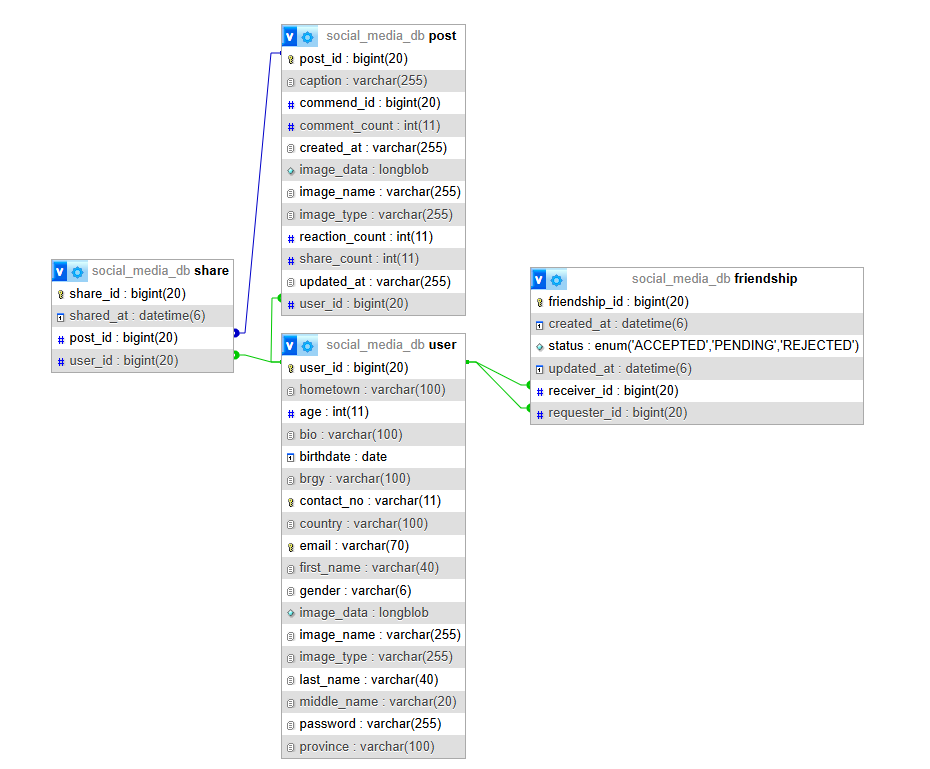 social_media_db post
post_id : bigint(20)
caption : varchar(255)
commend_id : bigint(20)
comment_count : int(11)
created_at : varchar(255)
image_data : longblob
image_name : varchar(255)
image_type : varchar(255)
reaction_count : int(11)
share_count : int(11)
updated_at : varchar(255)
user_id : bigint(20)
social_media_db share
share_id : bigint(20)
shared_at : datetime(6)
post_id : bigint(20)
user_id : bigint(20)
social_media_db user
user_id : bigint(20)
hometown : varchar(100)
age : int(11)
bio : varchar(100)
birthdate : date
brgy : varchar(100)
contact_no : varchar(11)
country : varchar(100)
email : varchar(70)
first_name : varchar(40)
gender : varchar(6)
image_data : longblob
image_name : varchar(255)
image_type : varchar(255)
last_name : varchar(40)
middle_name : varchar(20)
password : varchar(255)
province : varchar(100)
social_media_db friendship
friendship_id : bigint(20)
created_at : datetime(6)
status : enum('ACCEPTED','PENDING','REJECTED')
updated_at : datetime(6)
receiver_id : bigint(20)
requester_id : bigint(20)